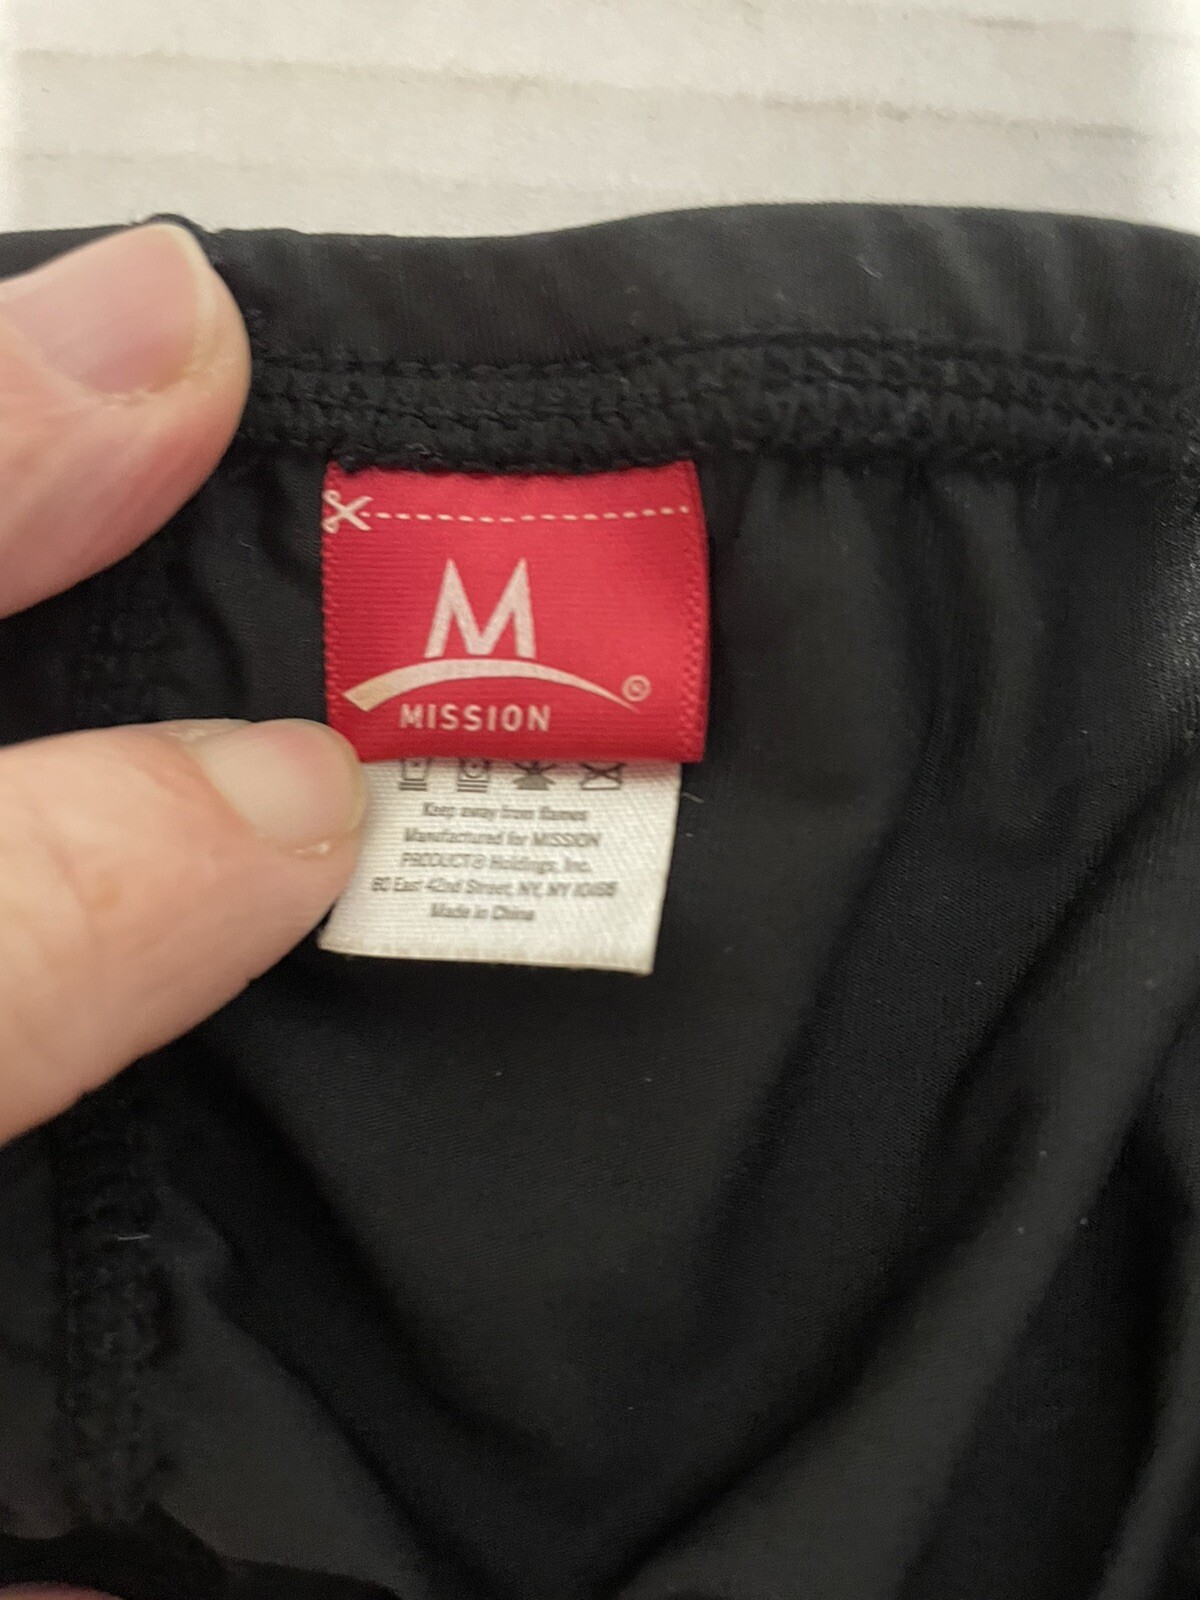 M
MISSION
®
Keep away from flames
Manufactured for MISSION
PRODUCT® Holdings, Inc.
60 East 42nd Street, NY, NY
Made in China